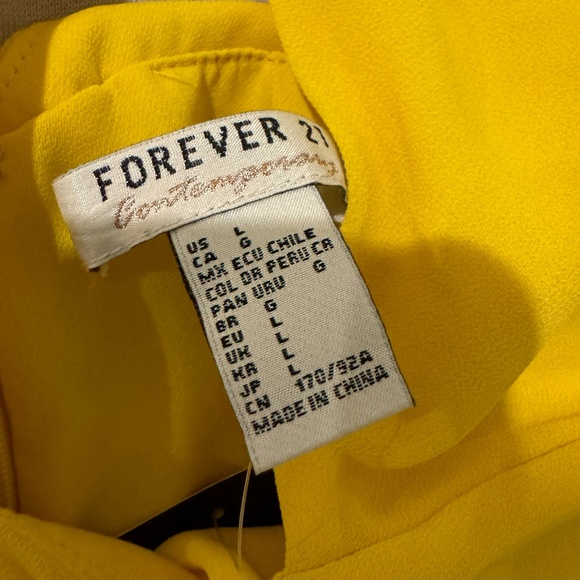 FOREVER 21
Contemporary
US L
CA G
MX ECU CHILE
COL DR PERU CR
PAN URU G
BR G
EU L
UK L
KR L
JP L
CN 170/92A
MADE IN CHINA